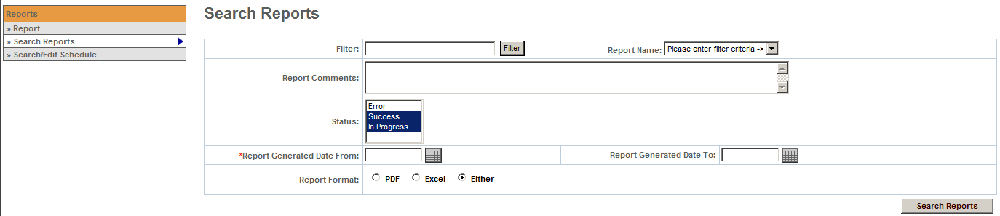 Reports
» Report
» Search Reports
» Search/Edit Schedule
Search Reports
Filter: Filter Report Name: Please enter filter criteria ->
Report Comments:
Status:
Error
Success
In Progress
*Report Generated Date From: Report Generated Date To:
Report Format: PDF Excel Either
Search Reports